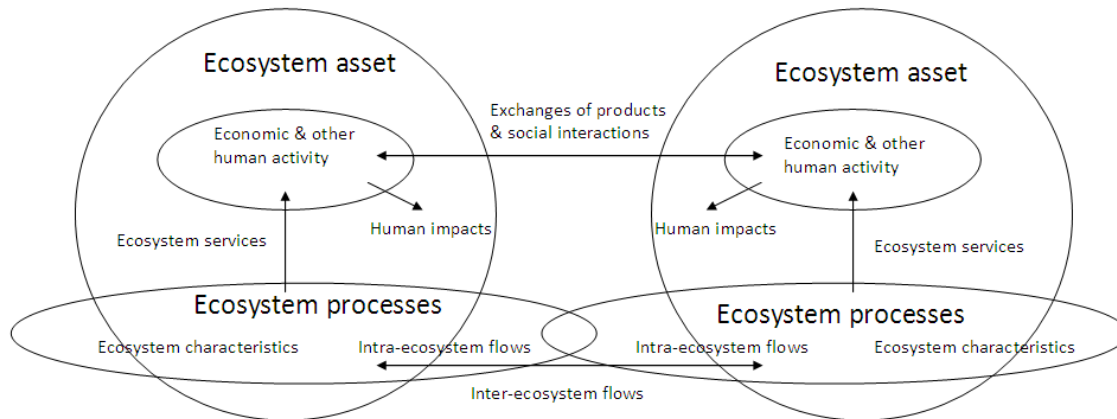 Ecosystem asset
Ecosystem asset
Exchanges of products
& social interactions
Economic & other
human activity
Economic & other
human activity
Human impacts
Human impacts
Ecosystem services
Ecosystem services
Ecosystem processes
Ecosystem processes
Ecosystem characteristics
Intra-ecosystem flows
Intra-ecosystem flows
Ecosystem characteristics
Inter-ecosystem flows